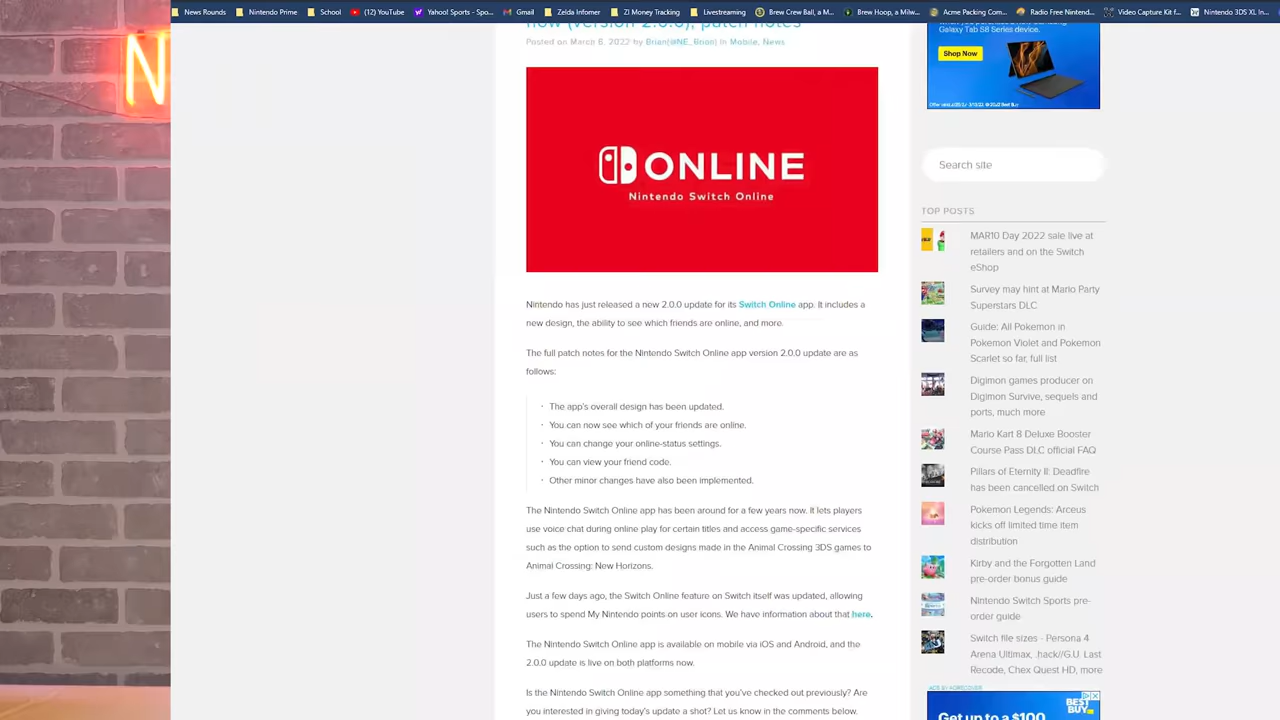 News Rounds
Nintendo Prime
School
(12) YouTube
Yahoo! Sports - Spo...
Gmail
Zelda Infomer
ZI Money Tracking
Livestreaming
Brew Crew Ball, a M...
Brew Hoop, a Milw...
Acme Packing Com...
Radio Free Nintend...
Video Capture Kit f...
Nintendo 3DS XL In
N
now (version 2.0.0), patch notes
Posted on March 6, 2022 by Brian(@NE_Brian) in Mobile, News
ONLINE
Nintendo Switch Online
Nintendo has just released a new 2.0.0 update for its Switch Online app. It includes a
new design, the ability to see which friends are online, and more.
The full patch notes for the Nintendo Switch Online app version 2.0.0 update are as
follows:
· The app's overall design has been updated.
· You can now see which of your friends are online.
· You can change your online-status settings.
· You can view your friend code.
· Other minor changes have also been implemented.
The Nintendo Switch Online app has been around for a few years now. It lets players
use voice chat during online play for certain titles and access game-specific services
such as the option to send custom designs made in the Animal Crossing 3DS games to
Animal Crossing: New Horizons.
Just a few days ago, the Switch Online feature on Switch itself was updated, allowing
users to spend My Nintendo points on user icons. We have information about that here.
The Nintendo Switch Online app is available on mobile via iOS and Android, and the
2.0.0 update is live on both platforms now.
Is the Nintendo Switch Online app something that you've checked out previously? Are
you interested in giving today's update a shot? Let us know in the comments below.
Galaxy Tab S8 Series device.
Shop Now
Search site
TOP POSTS
MAR10 Day 2022 sale live at
retailers and on the Switch
eShop
Survey may hint at Mario Party
Superstars DLC
Guide: All Pokemon in
Pokemon Violet and Pokemon
Scarlet so far, full list
Digimon games producer on
Digimon Survive, sequels and
ports, much more
Mario Kart 8 Deluxe Booster
Course Pass DLC official FAQ
Pillars of Eternity II: Deadfire
has been cancelled on Switch
Pokemon Legends: Arceus
kicks off limited time item
distribution
Kirby and the Forgotten Land
pre-order bonus guide
Nintendo Switch Sports pre-
order guide
Switch file sizes - Persona 4
Arena Ultimax, .hack//G.U. Last
Recode, Chex Quest HD, more
BEST
BUY
Get up to a $100